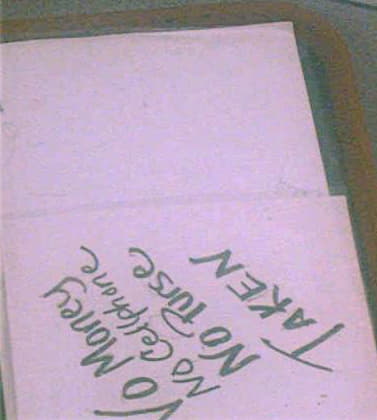 No Money
No Cellphone
No Purse
TAKEN